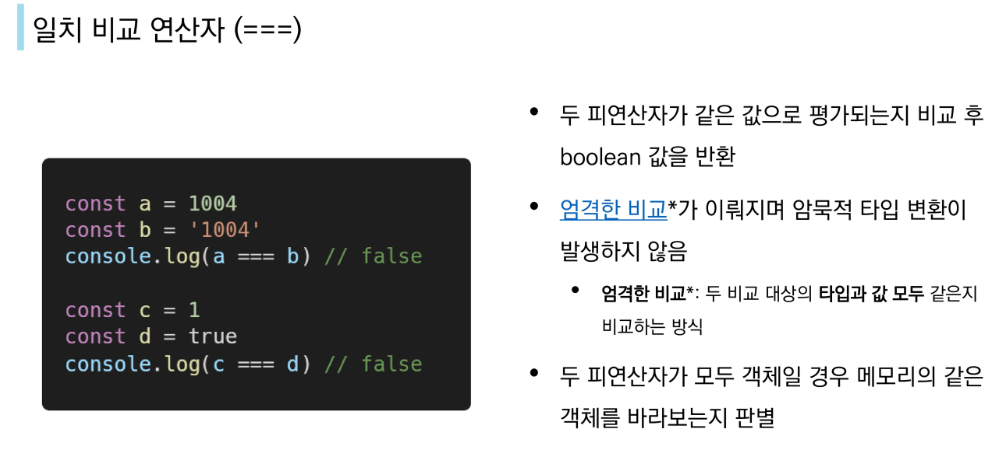 일치 비교 연산자 (===)
const a = 1004
const b = '1004'
console.log(a === b) // false
const c = 1
const d = true
console.log(c === d) // false
• 두 피연산자가 같은 값으로 평가되는지 비교 후
boolean 값을 반환
• 엄격한 비교*가 이뤄지며 암묵적 타입 변환이
발생하지 않음
• 엄격한 비교*: 두 비교 대상의 타입과 값 모두 같은지
비교하는 방식
• 두 피연산자가 모두 객체일 경우 메모리의 같은
객체를 바라보는지 판별